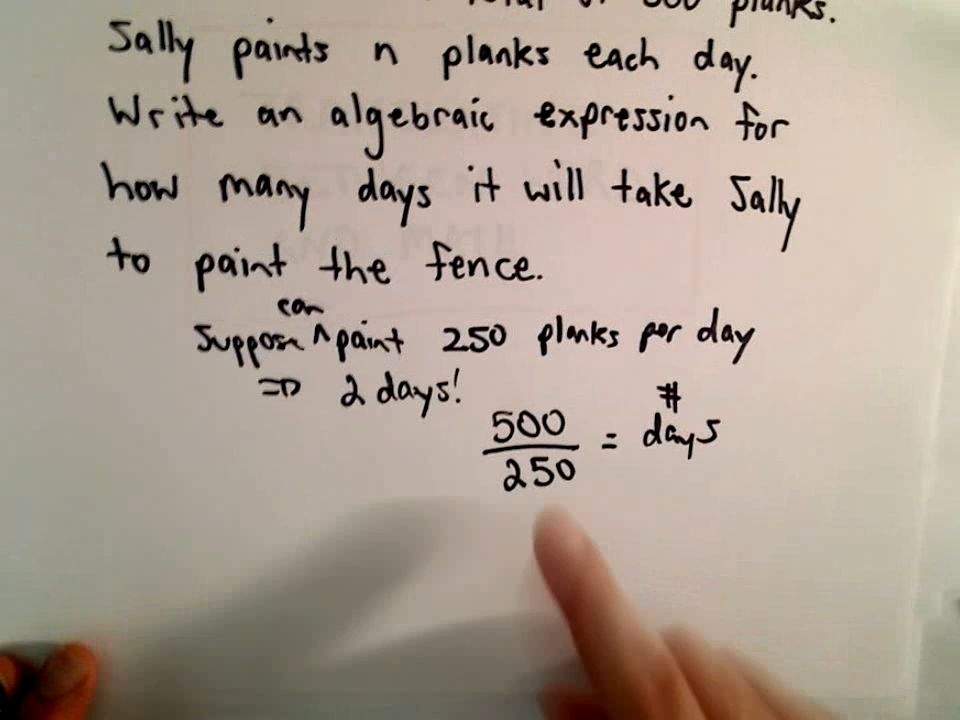 planks.
Sally paints n planks each day.
Write an algebraic expression for
how many days it will take Sally
to paint the fence.
can
Suppose ^ paint 250 planks per day
⇒ 2 days!
#
500/250 = days